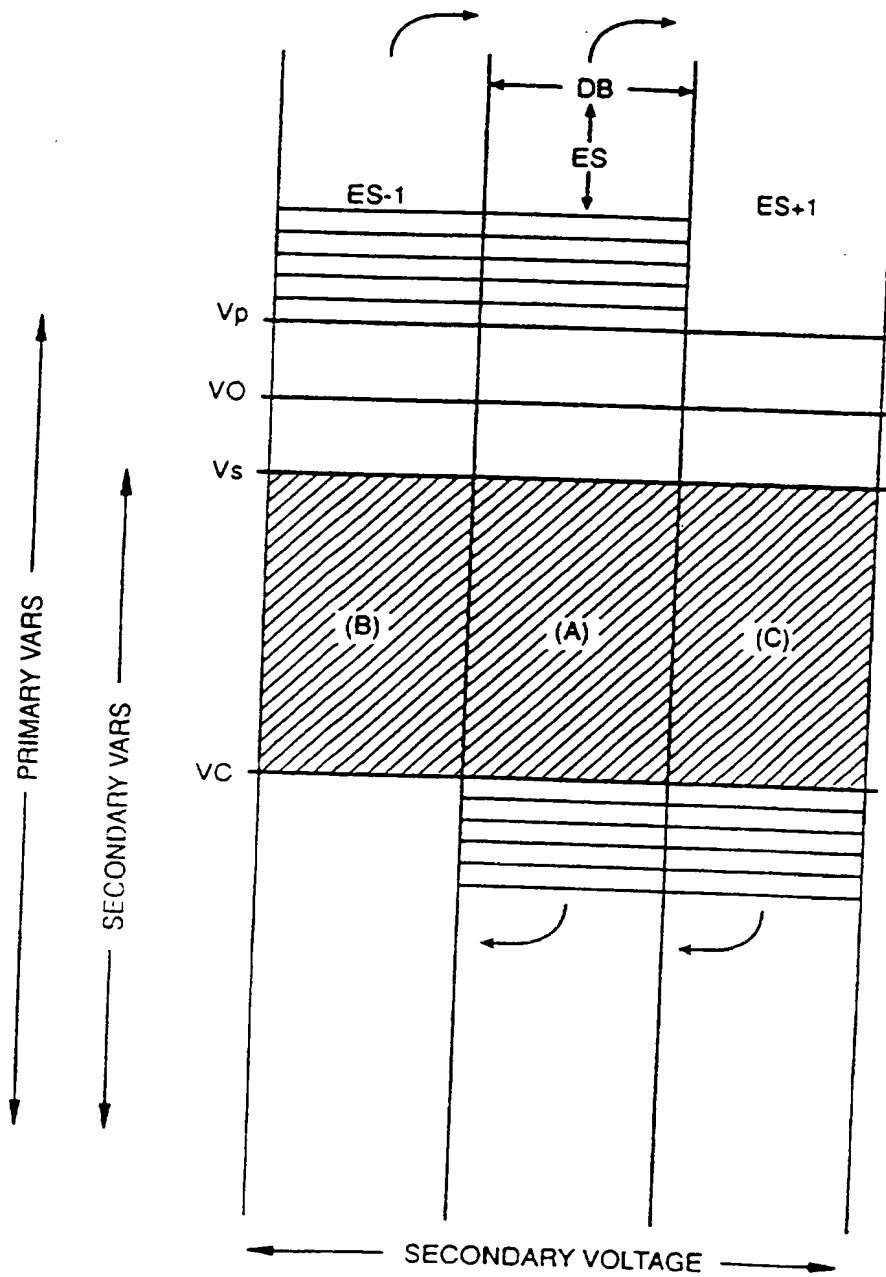 DB
ES
ES-1
ES+1
Vp
VO
Vs
(B)
(A)
(C)
VC
PRIMARY VARS
SECONDARY VARS
SECONDARY VOLTAGE